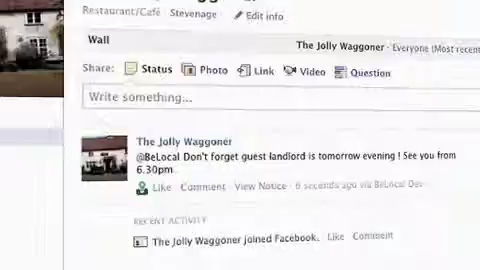 Restaurant/Café Stevenage Edit info
Wall The Jolly Waggoner · Everyone (Most recent
Share: Status Photo Link Video Question
Write something...
The Jolly Waggoner
@BeLocal Don't forget guest landlord is tomorrow evening ! See you from
6.30pm
Like · Comment · View Notice · 6 seconds ago via BeLocal Dev
RECENT ACTIVITY
The Jolly Waggoner joined Facebook. Like · Comment